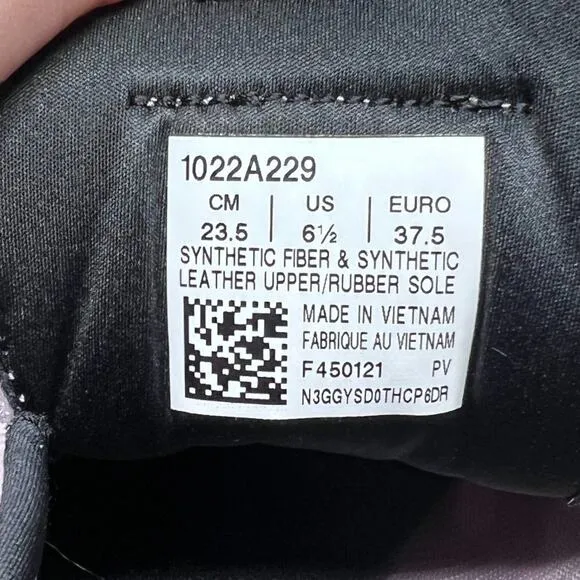 1022A229
CM | US | EURO
23.5 | 6½ | 37.5
SYNTHETIC FIBER & SYNTHETIC
LEATHER UPPER/RUBBER SOLE
MADE IN VIETNAM
FABRIQUE AU VIETNAM
F450121 PV
N3GGYSD0THCP6DR